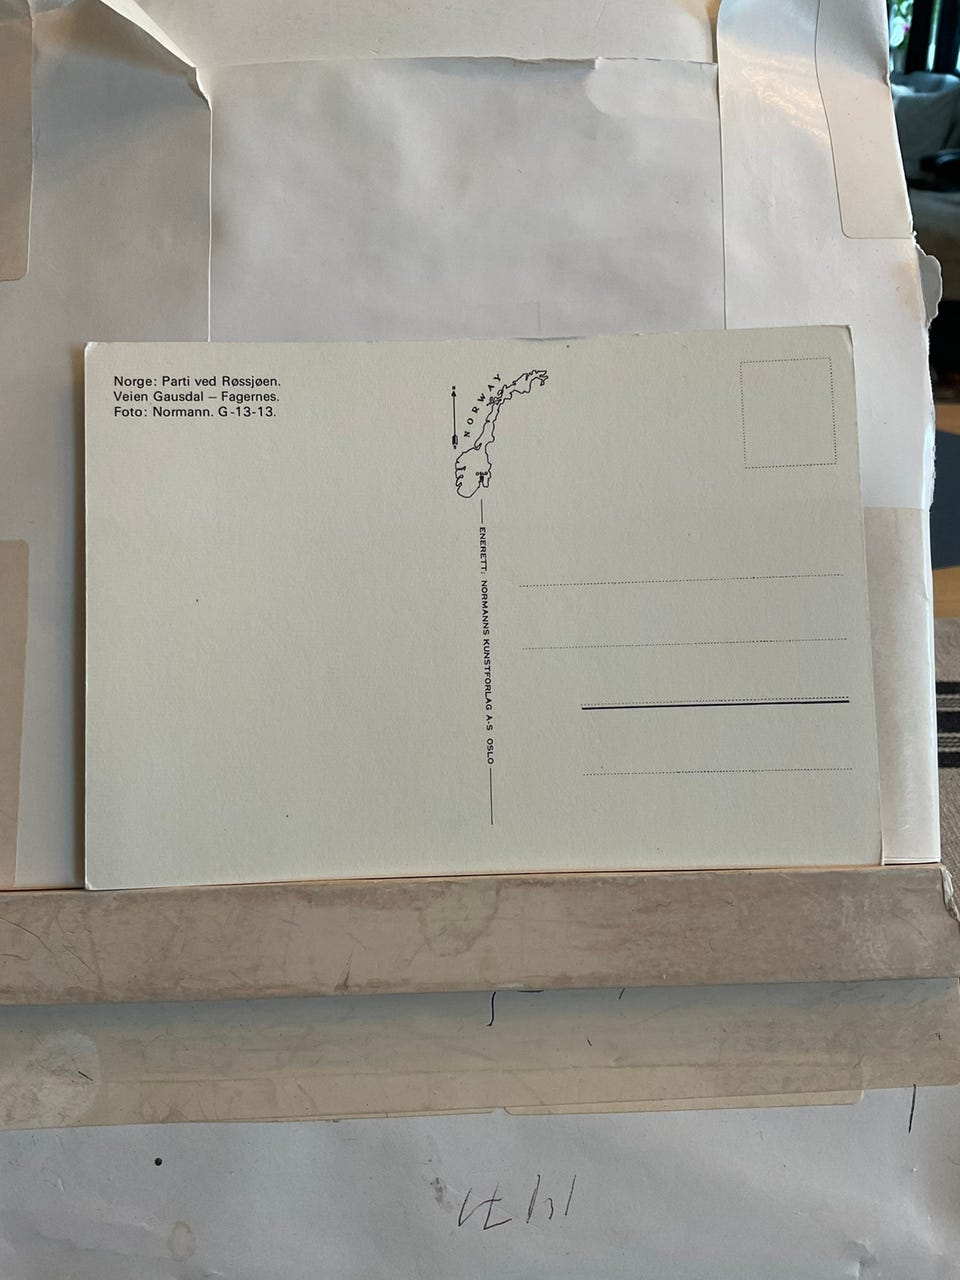 Norge: Parti ved Røssjøen.
Veien Gausdal – Fagernes.
Foto: Normann. G-13-13.
NORWAY
ENERETT: NORMANNS KUNSTFORLAG A·S OSLO